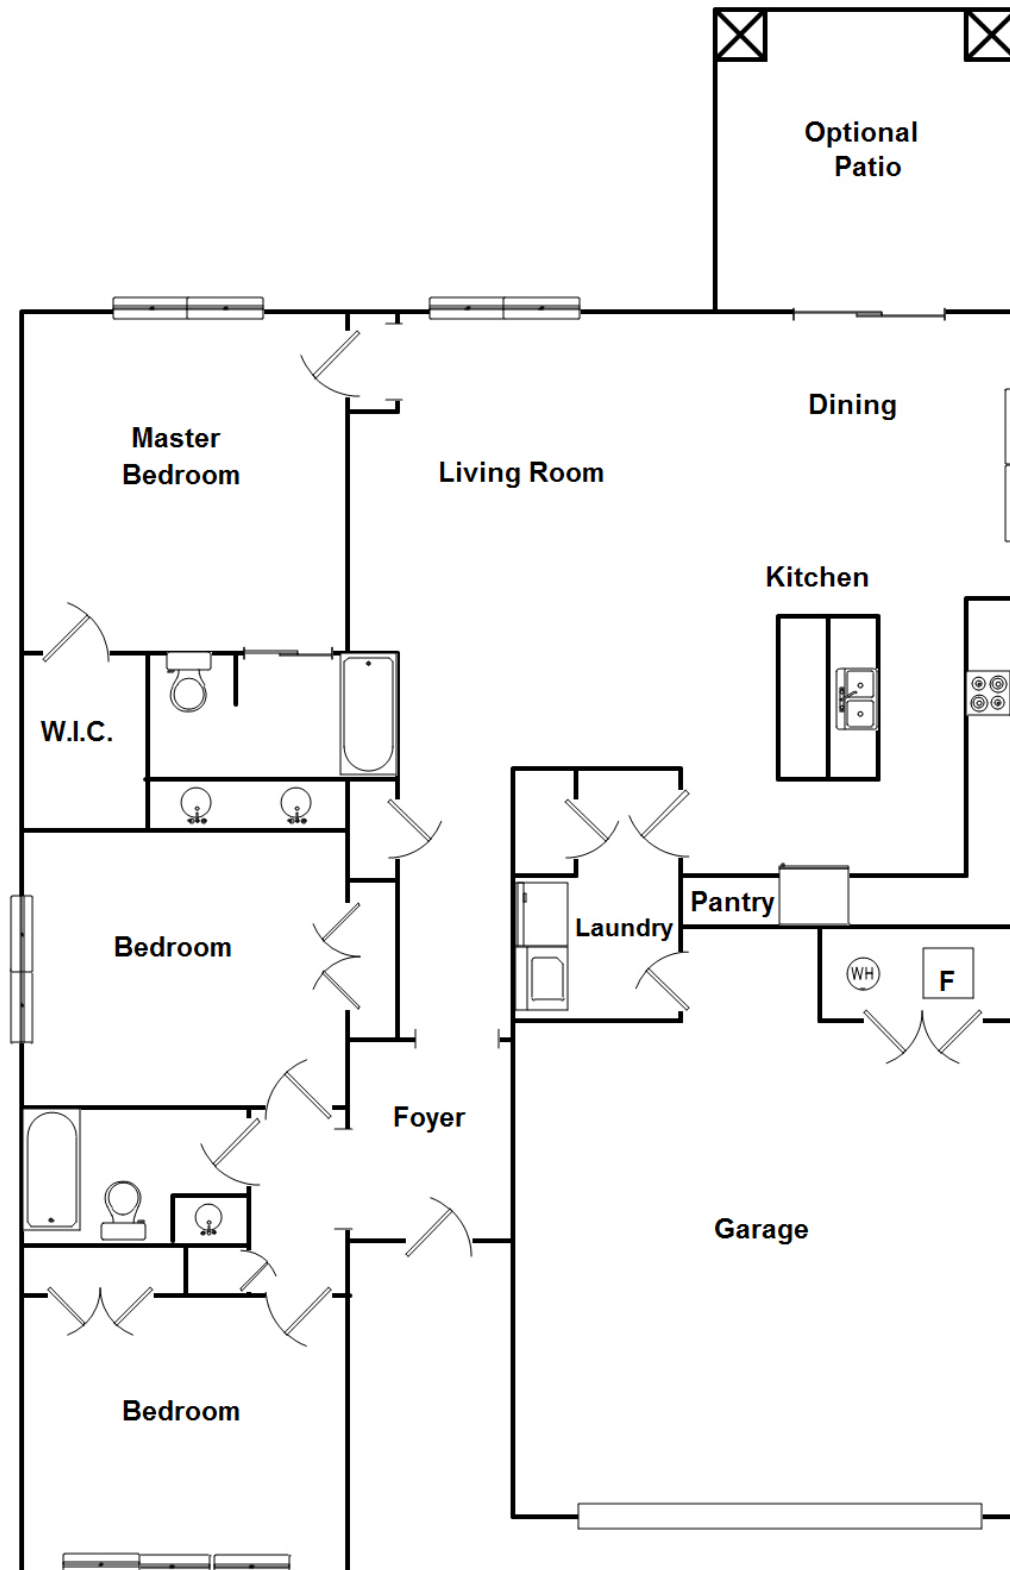 Optional
Patio
Dining
Master
Bedroom
Living Room
Kitchen
W.I.C.
Pantry
Laundry
Bedroom
WH
F
Foyer
Garage
Bedroom